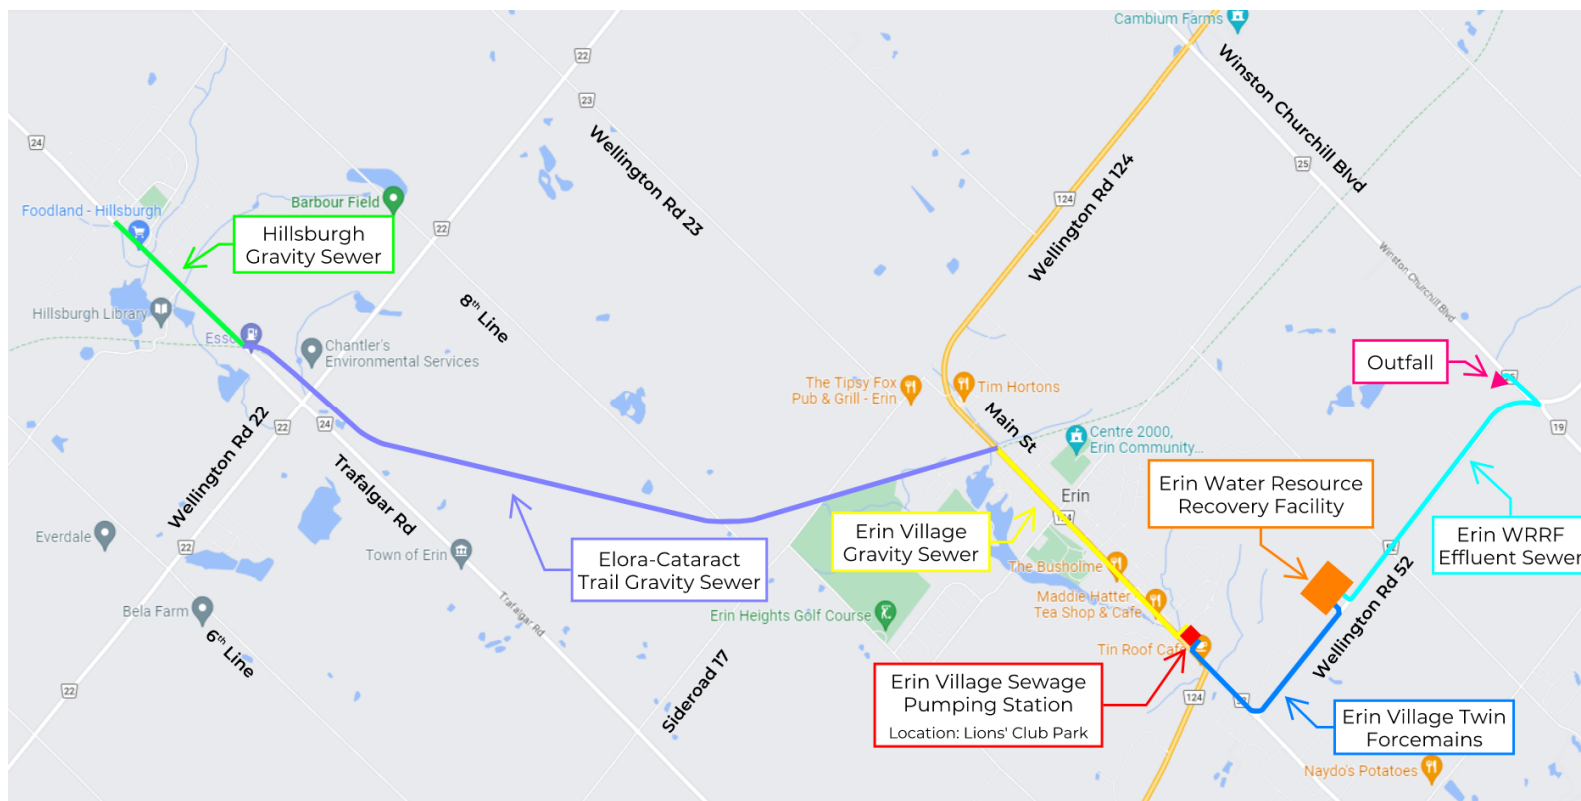 Cambium Farms
Winston Churchill Blvd
22
23
Wellington Rd 23
24
25
124
Wellington Rd 124
Foodland - Hillsburgh
Barbour Field
Hillsburgh
Gravity Sewer
22
Winston Churchill Blvd
8th Line
Hillsburgh Library
Esso
Chantler's
Environmental Services
Outfall
The Tipsy Fox
Pub & Grill - Erin
Tim Hortons
Main St
22
24
19
Wellington Rd 22
Trafalgar Rd
Centre 2000,
Erin Community...
Erin
124
Erin Water Resource
Recovery Facility
Erin Village
Gravity Sewer
Erin WRRF
Effluent Sewer
Everdale
22
Town of Erin
Elora-Cataract
Trail Gravity Sewer
The Busholme
52
Wellington Rd 52
Maddie Hatter
Tea Shop & Cafe
Bela Farm
6th Line
Trafalgar Rd
Erin Heights Golf Course
Tin Roof Cafe
Sideroad 17
22
Erin Village Sewage
Pumping Station
Location: Lions' Club Park
124
Erin Village Twin
Forcemains
Naydo's Potatoes